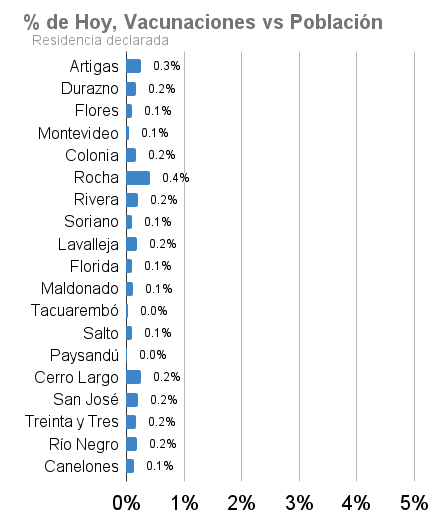 % de Hoy, Vacunaciones vs Población
Residencia declarada
Artigas 0.3%
Durazno 0.2%
Flores 0.1%
Montevideo 0.1%
Colonia 0.2%
Rocha 0.4%
Rivera 0.2%
Soriano 0.1%
Lavalleja 0.2%
Florida 0.1%
Maldonado 0.1%
Tacuarembó 0.0%
Salto 0.1%
Paysandú 0.0%
Cerro Largo 0.2%
San José 0.2%
Treinta y Tres 0.2%
Río Negro 0.2%
Canelones 0.1%
0% 1% 2% 3% 4% 5%